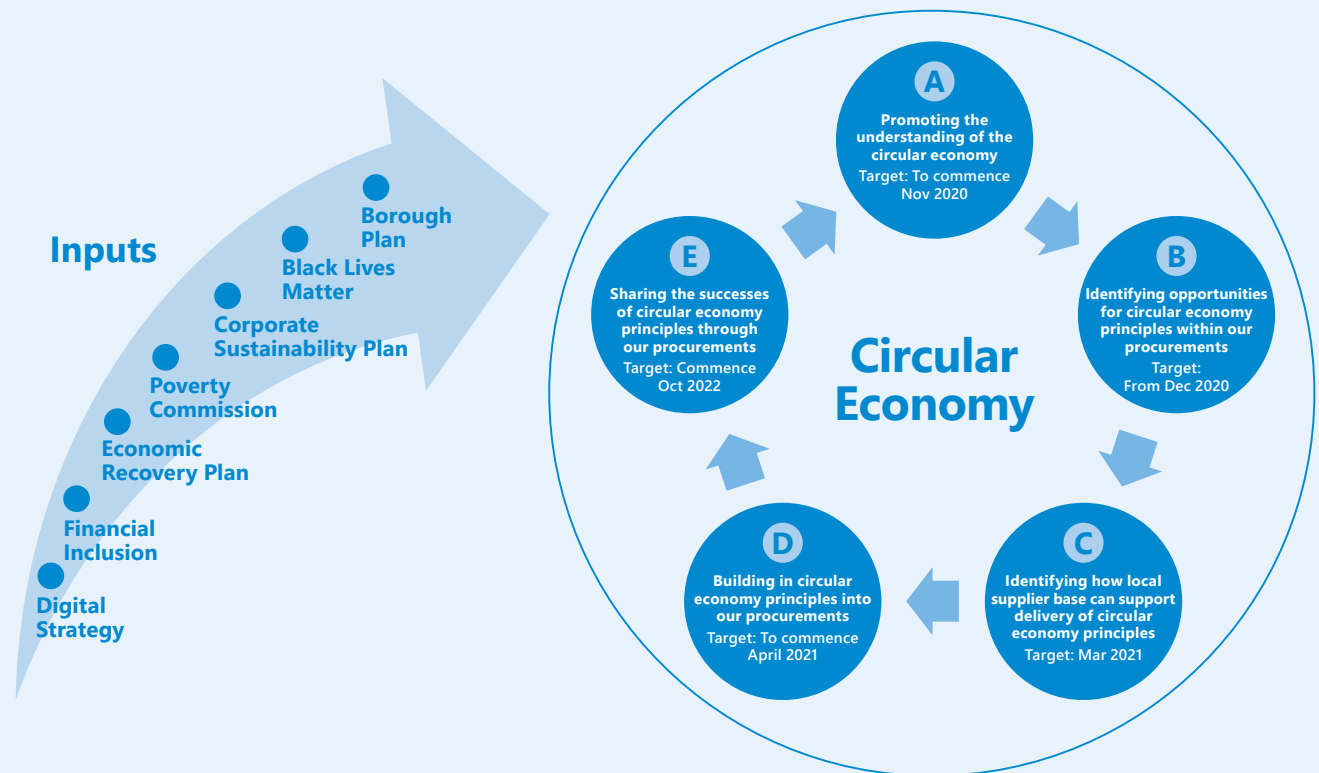 Inputs
Borough
Plan
Black Lives
Matter
Corporate
Sustainability Plan
Poverty
Commission
Economic
Recovery Plan
Financial
Inclusion
Digital
Strategy
Circular
Economy
A
Promoting the
understanding of the
circular economy
Target: To commence
Nov 2020
B
Identifying opportunities
for circular economy
principles within our
procurements
Target:
From Dec 2020
C
Identifying how local
supplier base can support
delivery of circular
economy principles
Target: Mar 2021
D
Building in circular
economy principles into
our procurements
Target: To commence
April 2021
E
Sharing the successes
of circular economy
principles through
our procurements
Target: Commence
Oct 2022